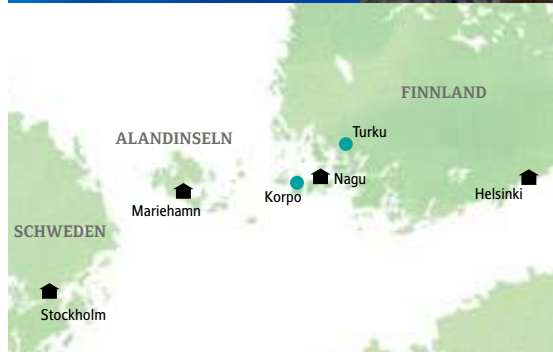 FINNLAND
Turku
ALANDINSELN
Nagu
Korpo
Helsinki
Mariehamn
SCHWEDEN
Stockholm